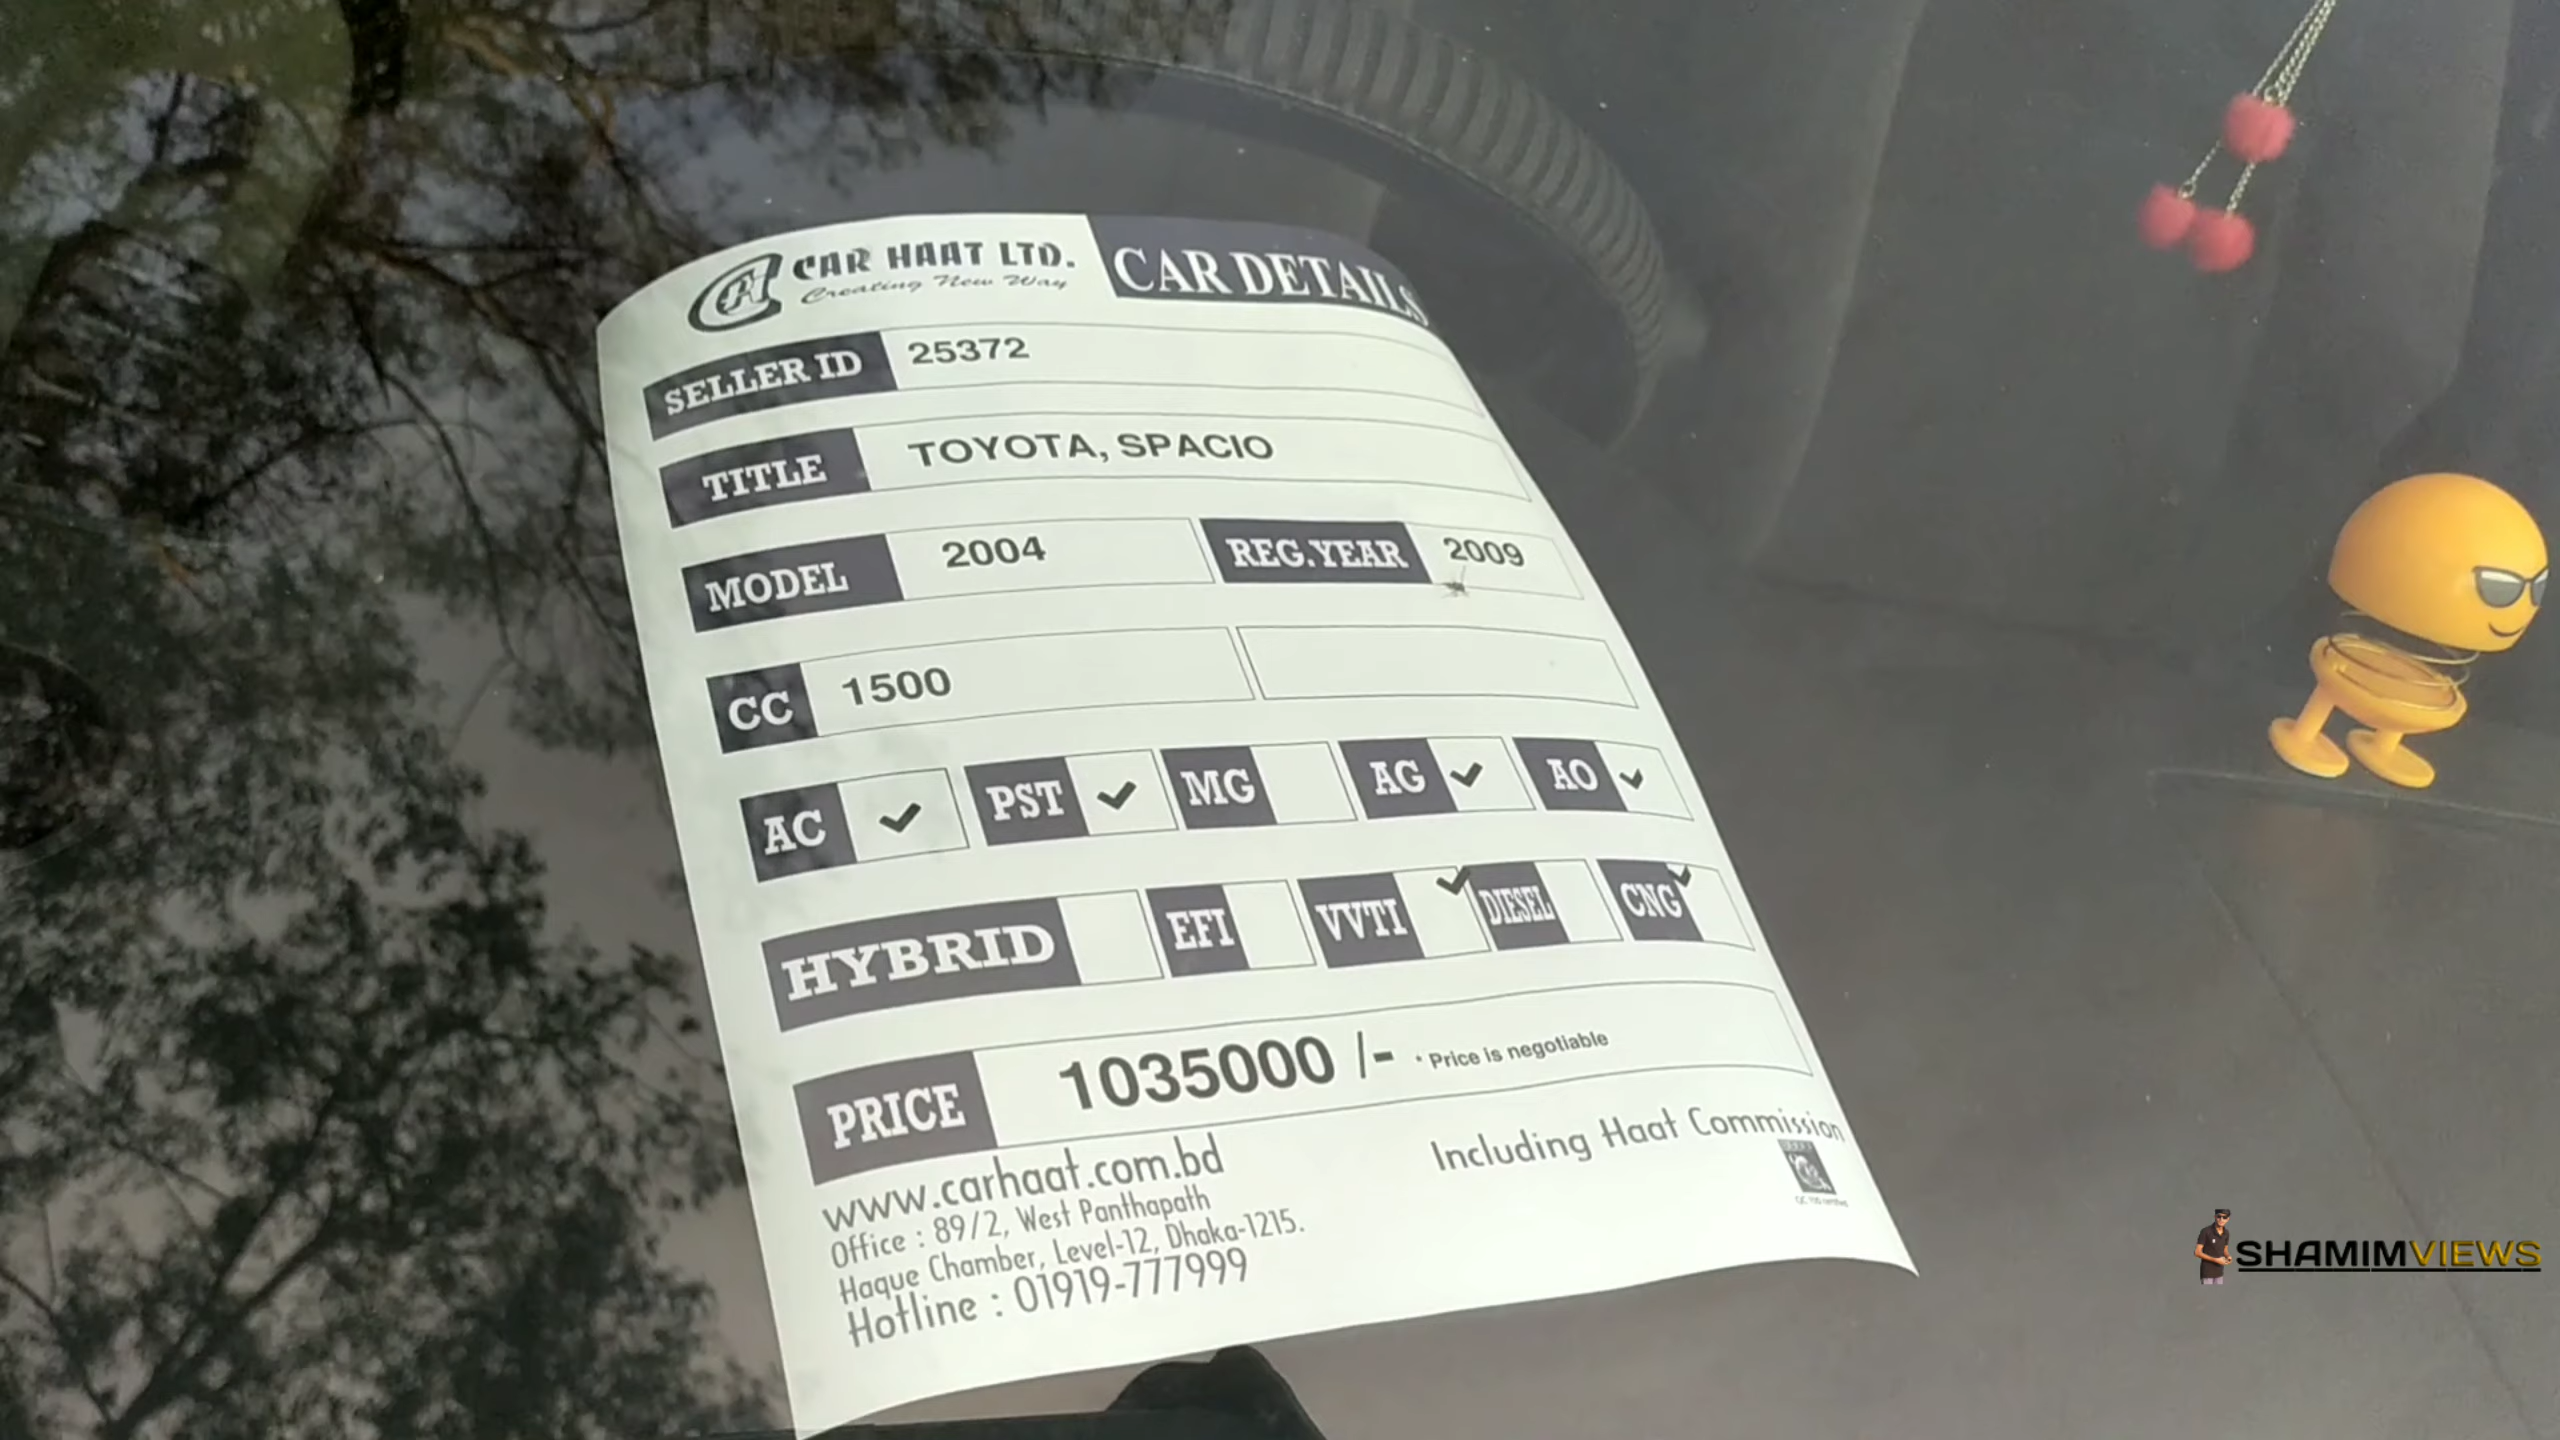 CAR HAAT LTD.
Creating New Way
CAR DETAILS
SELLER ID 25372
TITLE TOYOTA, SPACIO
MODEL 2004 REG.YEAR 2009
CC 1500
AC ✔ PST ✔ MG AG ✔ AO ✔
HYBRID EFI VVTI ✔ DIESEL CNG ✔
PRICE 1035000 /- * Price is negotiable
Including Haat Commission
www.carhaat.com.bd
Office : 89/2, West Panthapath
Haque Chamber, Level-12, Dhaka-1215.
Hotline : 01919-777999
SHAMIMVIEWS